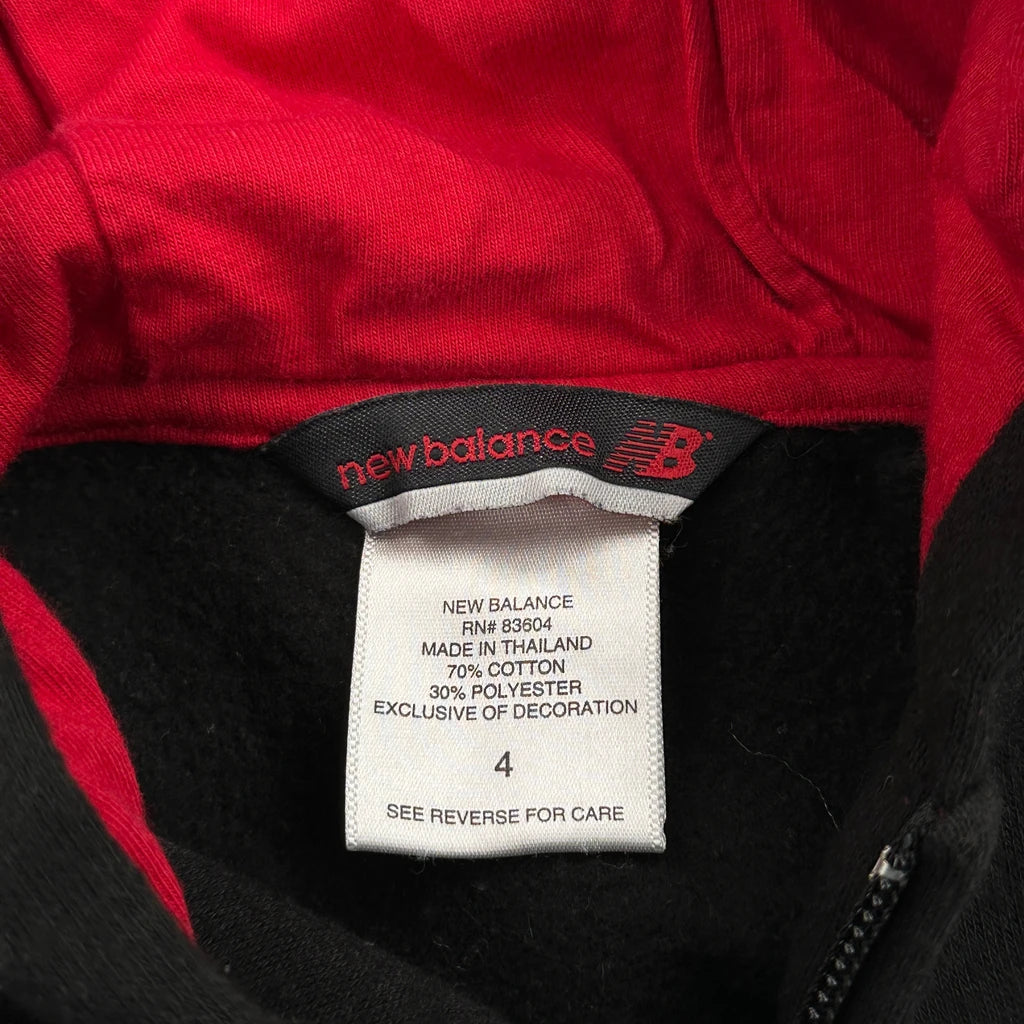 new balance NB
NEW BALANCE
RN# 83604
MADE IN THAILAND
70% COTTON
30% POLYESTER
EXCLUSIVE OF DECORATION
4
SEE REVERSE FOR CARE